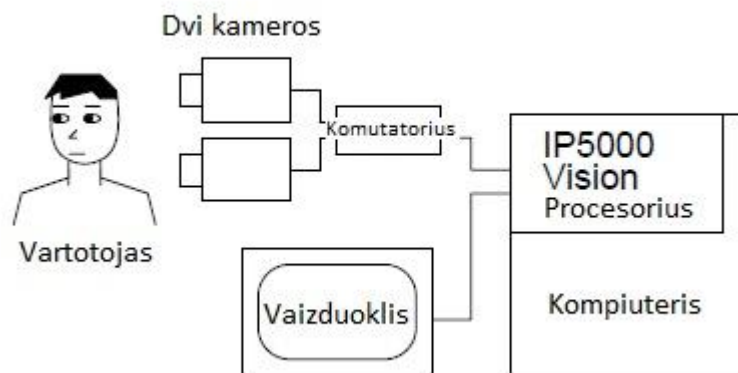 Dvi kameros
Komutatorius
IP5000
Vision
Procesorius
Vartotojas
Vaizduoklis
Kompiuteris